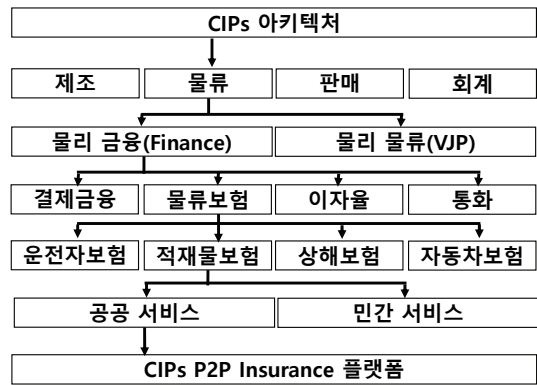 CIPs 아키텍처
제조 물류 판매 회계
물리 금융(Finance) 물리 물류(VJP)
결제금융 물류보험 이자율 통화
운전자보험 적재물보험 상해보험 자동차보험
공공 서비스 민간 서비스
CIPs P2P Insurance 플랫폼